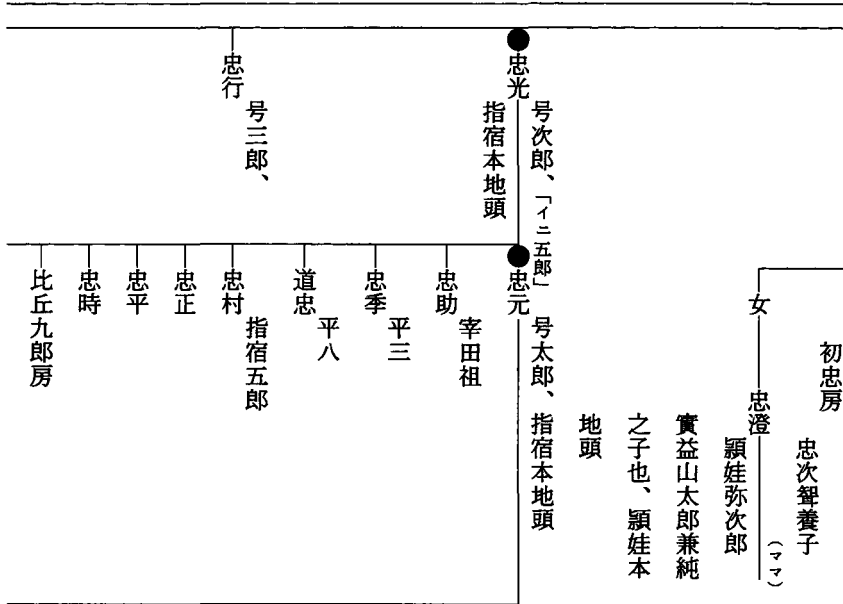 初忠房
忠次聟養子
女
忠澄
(ママ)
頴娃弥次郎
實益山太郎兼純
之子也、頴娃本
地頭
忠光
号次郎、「イニ五郎」
指宿本地頭
忠行
号三郎、
忠元
号太郎、指宿本地頭
忠助
宰田祖
忠季
平三
道忠
平八
忠村
指宿五郎
忠正
忠平
忠時
比丘九郎房